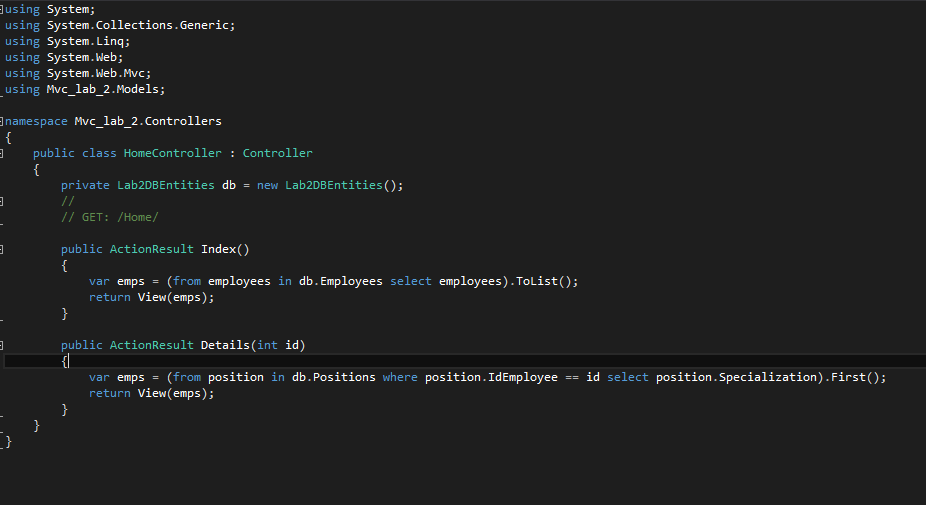 using System;
using System.Collections.Generic;
using System.Linq;
using System.Web;
using System.Web.Mvc;
using Mvc_lab_2.Models;
namespace Mvc_lab_2.Controllers
{
public class HomeController : Controller
{
private Lab2DBEntities db = new Lab2DBEntities();
//
// GET: /Home/
public ActionResult Index()
{
var emps = (from employees in db.Employees select employees).ToList();
return View(emps);
}
public ActionResult Details(int id)
{
var emps = (from position in db.Positions where position.IdEmployee == id select position.Specialization).First();
return View(emps);
}
}
}